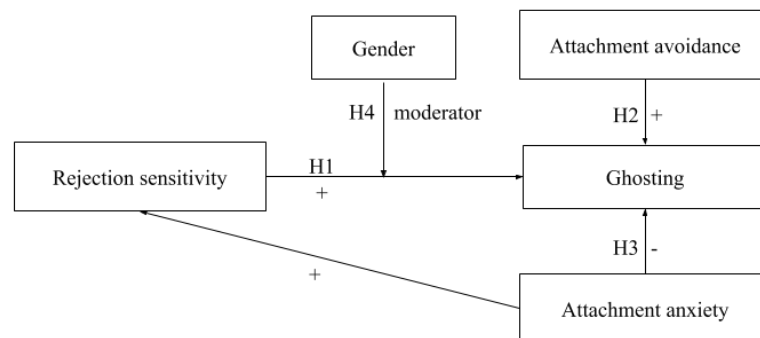 Gender
Attachment avoidance
H4 moderator
H2 +
Rejection sensitivity
H1
+
Ghosting
H3 -
+
Attachment anxiety